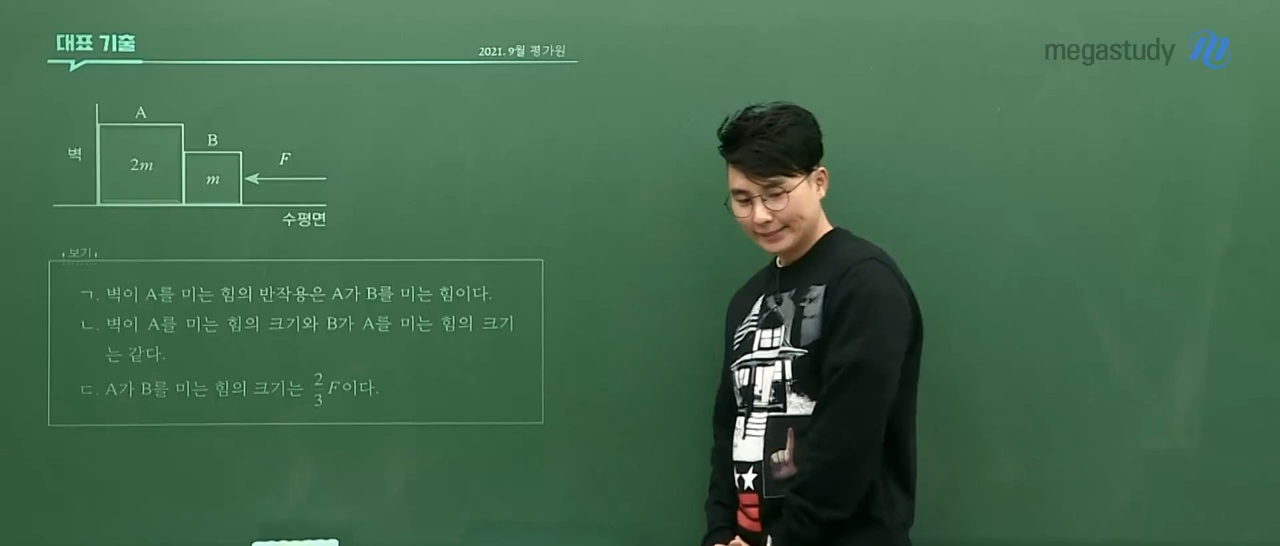 대표 기출
2021. 9월 평가원
megastudy
A
B
벽
2m
m
F
수평면
보기
ㄱ. 벽이 A를 미는 힘의 반작용은 A가 B를 미는 힘이다.
ㄴ. 벽이 A를 미는 힘의 크기와 B가 A를 미는 힘의 크기
는 같다.
ㄷ. A가 B를 미는 힘의 크기는 2/3 F이다.